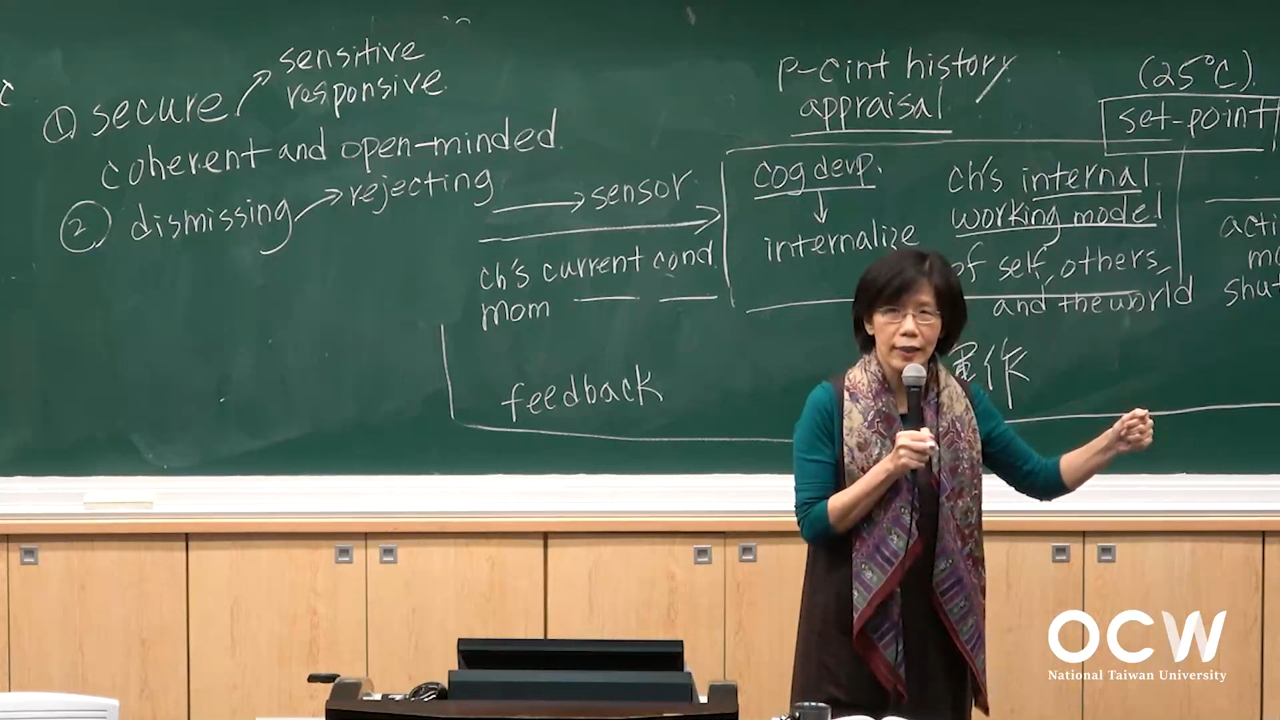 ① secure
sensitive
responsive
coherent and open-minded
② dismissing
rejecting
sensor
ch's current cond.
mom
feedback
p-c int history
appraisal
cog devp.
internalize
ch's internal
working model
of self, others,
and the world
運作
(25°C)
set-point
OCW
National Taiwan University